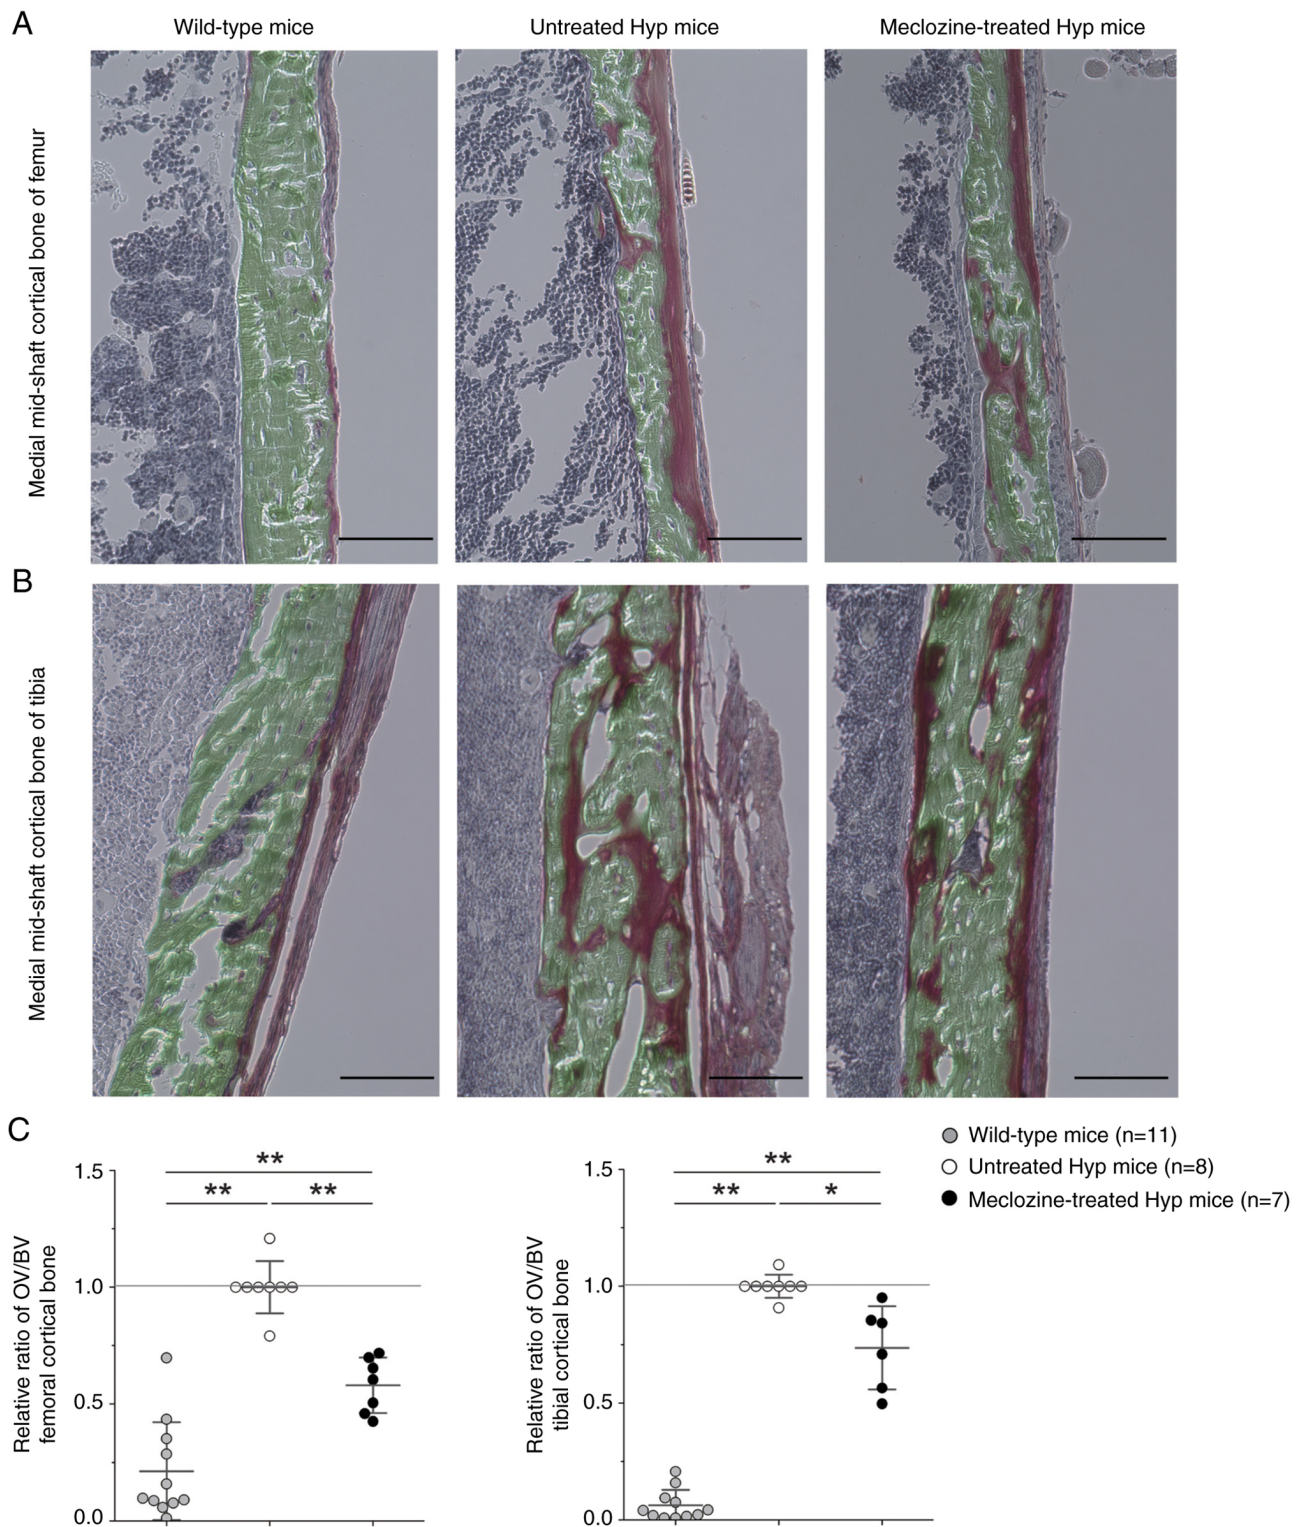 A
Wild-type mice
Untreated Hyp mice
Meclozine-treated Hyp mice
Medial mid-shaft cortical bone of femur
B
Medial mid-shaft cortical bone of tibia
C
Wild-type mice (n=11)
Untreated Hyp mice (n=8)
Meclozine-treated Hyp mice (n=7)
Relative ratio of OV/BV
femoral cortical bone
1.5
1.0
0.5
0.0
**
**
**
Relative ratio of OV/BV
tibial cortical bone
1.5
1.0
0.5
0.0
**
**
*